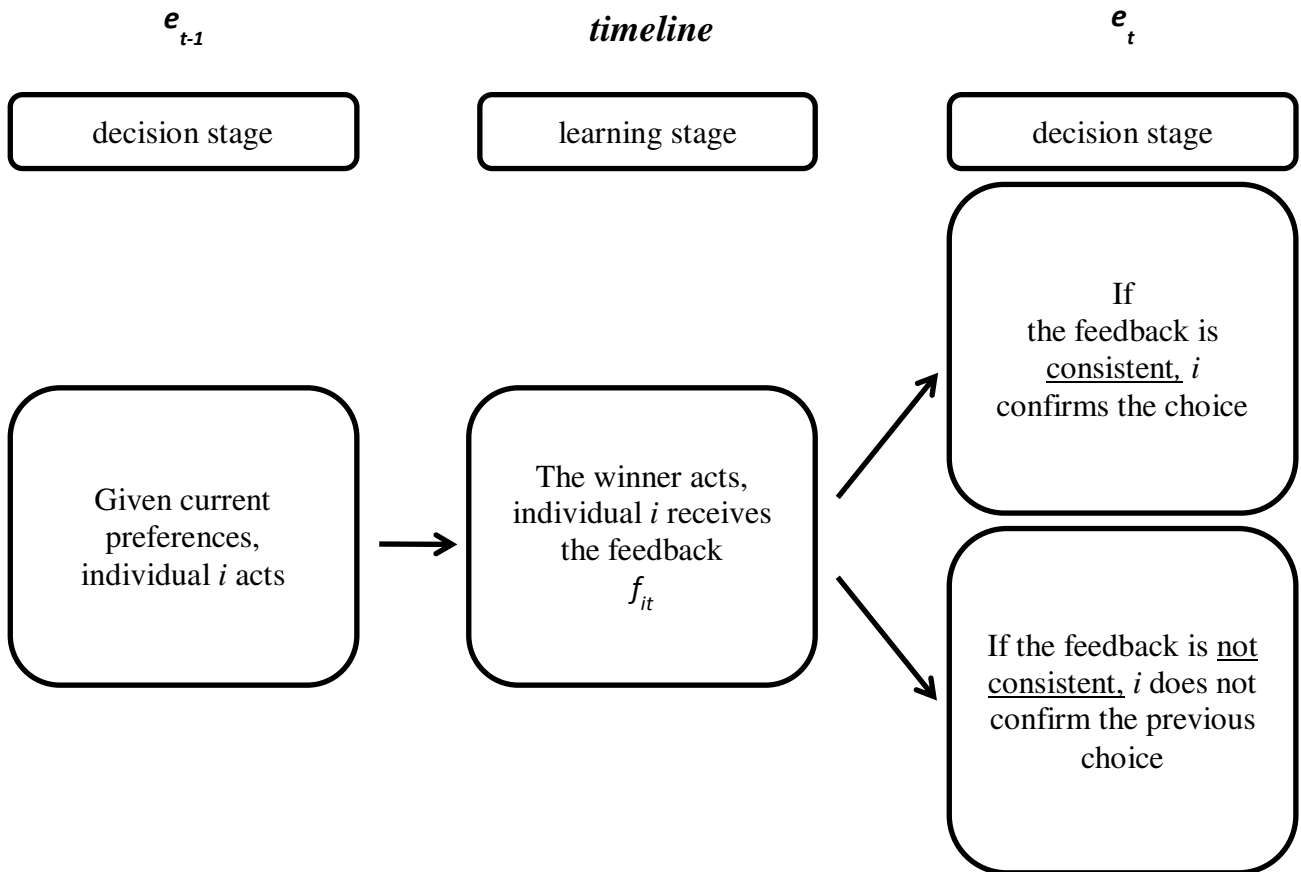 e t-1
timeline
e t
decision stage
learning stage
decision stage
Given current
preferences,
individual i acts
The winner acts,
individual i receives
the feedback
f it
If
the feedback is
consistent, i
confirms the choice
If the feedback is not
consistent, i does not
confirm the previous
choice